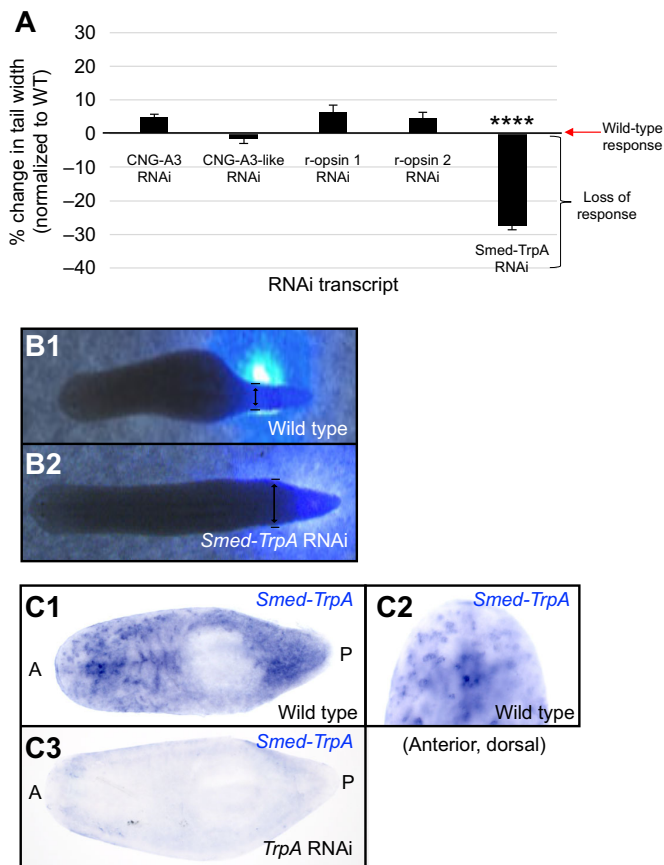 A
% change in tail width
(normalized to WT)
30
20
10
0
–10
–20
–30
–40
CNG-A3
RNAi
CNG-A3-like
RNAi
r-opsin 1
RNAi
r-opsin 2
RNAi
****
Smed-TrpA
RNAi
Wild-type
response
Loss of
response
RNAi transcript
B1
Wild type
B2
Smed-TrpA RNAi
C1
Smed-TrpA
A
P
Wild type
C2
Smed-TrpA
Wild type
(Anterior, dorsal)
C3
Smed-TrpA
A
P
TrpA RNAi